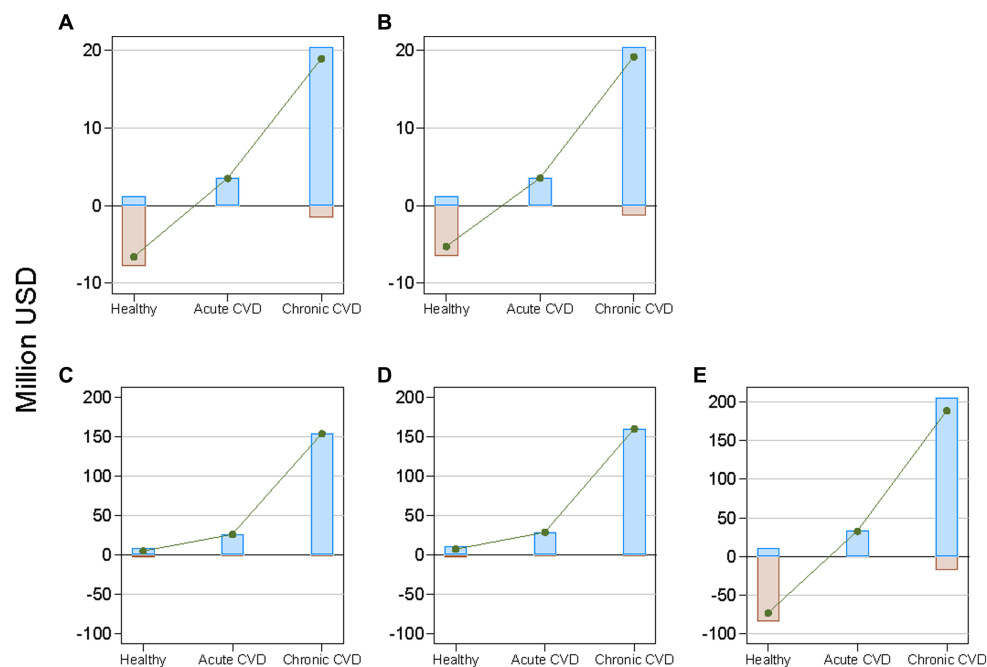 A
B
20
10
0
-10
Healthy
Acute CVD
Chronic CVD
20
10
0
-10
Healthy
Acute CVD
Chronic CVD
Million USD
C
D
E
200
150
100
50
0
-50
-100
Healthy
Acute CVD
Chronic CVD
200
150
100
50
0
-50
-100
Healthy
Acute CVD
Chronic CVD
200
150
100
50
0
-50
-100
Healthy
Acute CVD
Chronic CVD